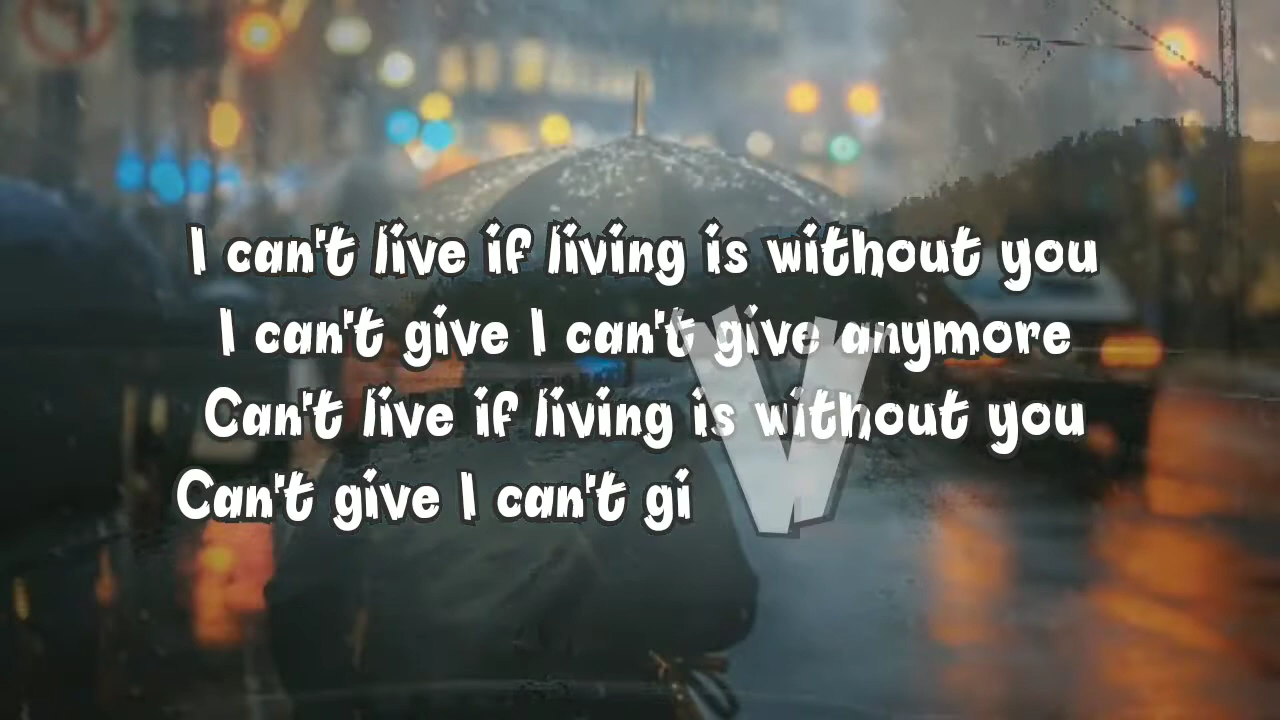 I can't live if living is without you
I can't give I can't give anymore
Can't live if living is without you
Can't give I can't giv